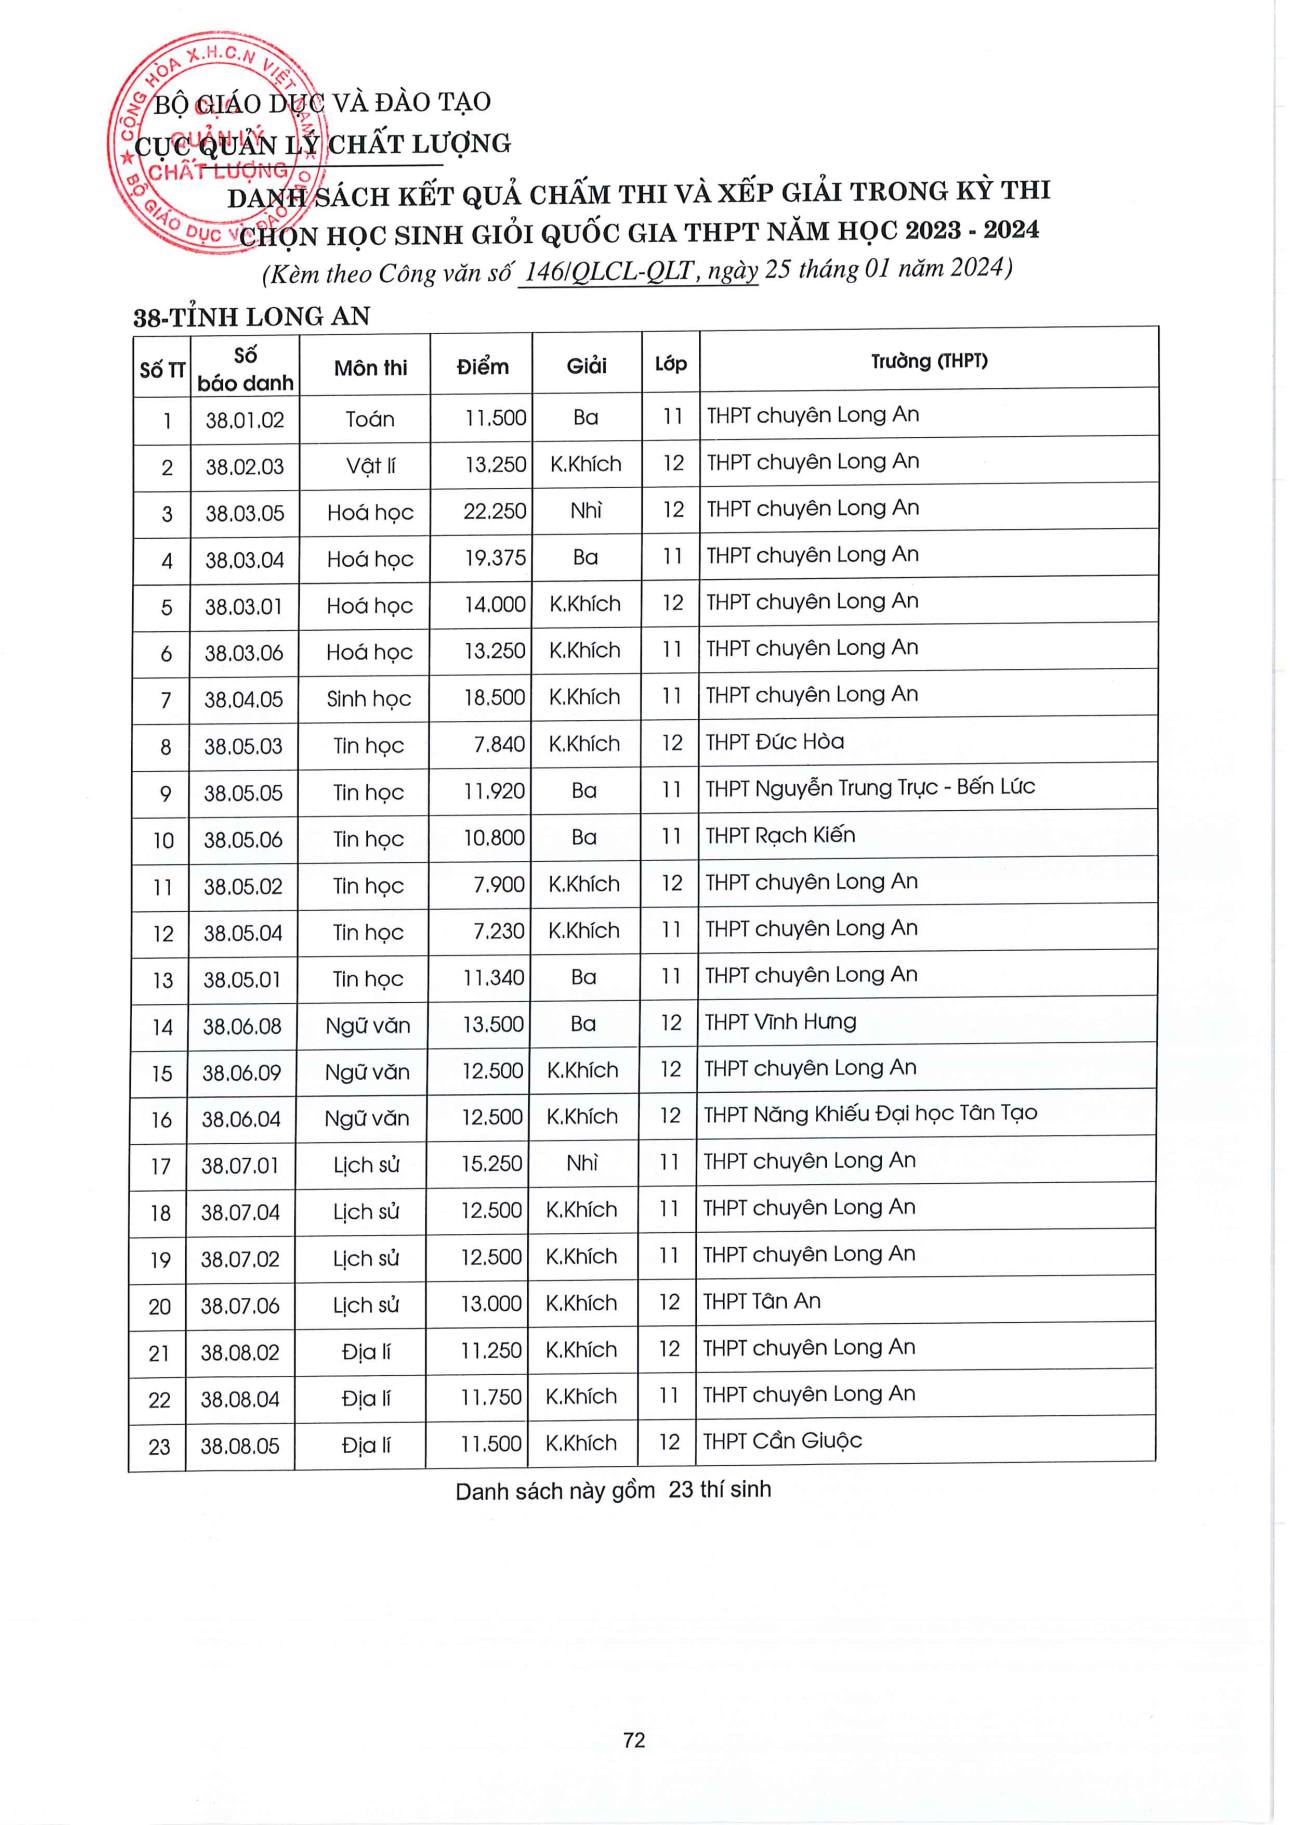 CỘNG HÒA X.H.C.N VIỆT NAM
BỘ GIÁO DỤC VÀ ĐÀO TẠO
CỤC
QUẢN LÝ
CHẤT LƯỢNG
BỘ GIÁO DỤC VÀ ĐÀO TẠO
CỤC QUẢN LÝ CHẤT LƯỢNG
DANH SÁCH KẾT QUẢ CHẤM THI VÀ XẾP GIẢI TRONG KỲ THI
CHỌN HỌC SINH GIỎI QUỐC GIA THPT NĂM HỌC 2023 - 2024
(Kèm theo Công văn số 146/QLCL-QLT, ngày 25 tháng 01 năm 2024)
38-TỈNH LONG AN
Số TT Số báo danh Môn thi Điểm Giải Lớp Trường (THPT)
1 38.01.02 Toán 11.500 Ba 11 THPT chuyên Long An
2 38.02.03 Vật lí 13.250 K.Khích 12 THPT chuyên Long An
3 38.03.05 Hoá học 22.250 Nhì 12 THPT chuyên Long An
4 38.03.04 Hoá học 19.375 Ba 11 THPT chuyên Long An
5 38.03.01 Hoá học 14.000 K.Khích 12 THPT chuyên Long An
6 38.03.06 Hoá học 13.250 K.Khích 11 THPT chuyên Long An
7 38.04.05 Sinh học 18.500 K.Khích 11 THPT chuyên Long An
8 38.05.03 Tin học 7.840 K.Khích 12 THPT Đức Hòa
9 38.05.05 Tin học 11.920 Ba 11 THPT Nguyễn Trung Trực - Bến Lức
10 38.05.06 Tin học 10.800 Ba 11 THPT Rạch Kiến
11 38.05.02 Tin học 7.900 K.Khích 12 THPT chuyên Long An
12 38.05.04 Tin học 7.230 K.Khích 11 THPT chuyên Long An
13 38.05.01 Tin học 11.340 Ba 11 THPT chuyên Long An
14 38.06.08 Ngữ văn 13.500 Ba 12 THPT Vĩnh Hưng
15 38.06.09 Ngữ văn 12.500 K.Khích 12 THPT chuyên Long An
16 38.06.04 Ngữ văn 12.500 K.Khích 12 THPT Năng Khiếu Đại học Tân Tạo
17 38.07.01 Lịch sử 15.250 Nhì 11 THPT chuyên Long An
18 38.07.04 Lịch sử 12.500 K.Khích 11 THPT chuyên Long An
19 38.07.02 Lịch sử 12.500 K.Khích 11 THPT chuyên Long An
20 38.07.06 Lịch sử 13.000 K.Khích 12 THPT Tân An
21 38.08.02 Địa lí 11.250 K.Khích 12 THPT chuyên Long An
22 38.08.04 Địa lí 11.750 K.Khích 11 THPT chuyên Long An
23 38.08.05 Địa lí 11.500 K.Khích 12 THPT Cần Giuộc
Danh sách này gồm 23 thí sinh
72